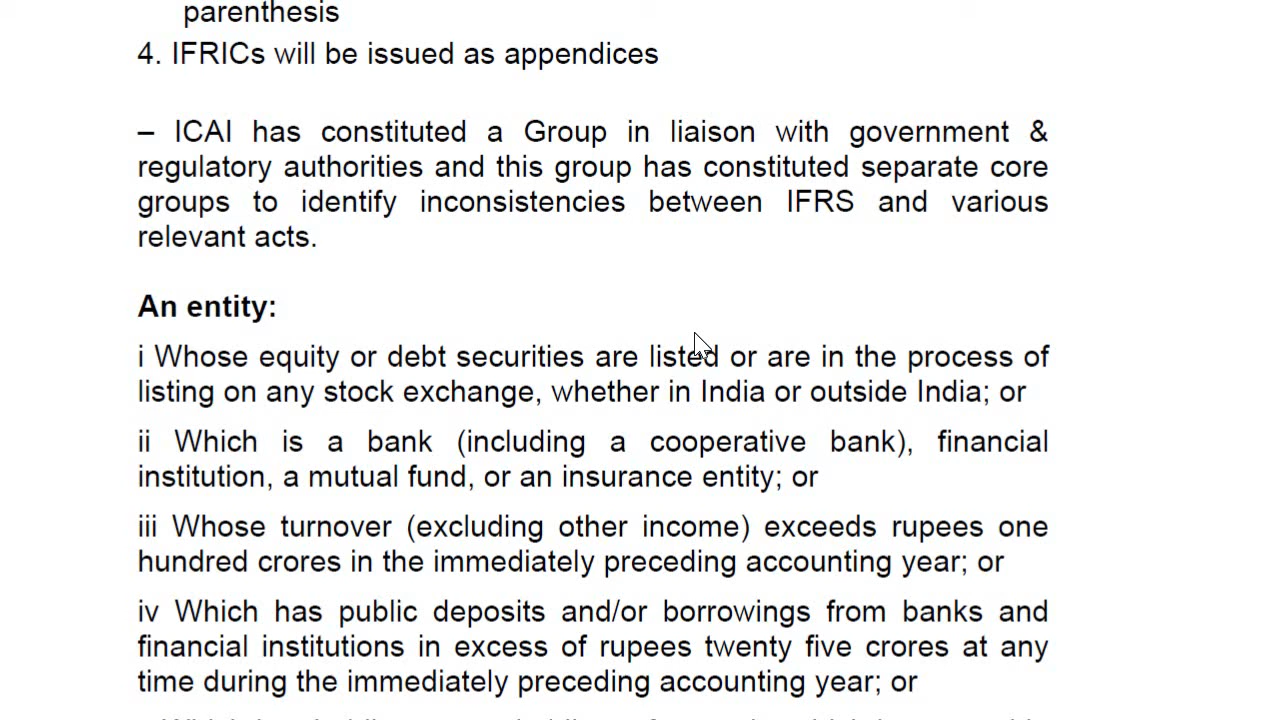 parenthesis
4. IFRICs will be issued as appendices
– ICAI has constituted a Group in liaison with government &
regulatory authorities and this group has constituted separate core
groups to identify inconsistencies between IFRS and various
relevant acts.
An entity:
i Whose equity or debt securities are listed or are in the process of
listing on any stock exchange, whether in India or outside India; or
ii Which is a bank (including a cooperative bank), financial
institution, a mutual fund, or an insurance entity; or
iii Whose turnover (excluding other income) exceeds rupees one
hundred crores in the immediately preceding accounting year; or
iv Which has public deposits and/or borrowings from banks and
financial institutions in excess of rupees twenty five crores at any
time during the immediately preceding accounting year; or